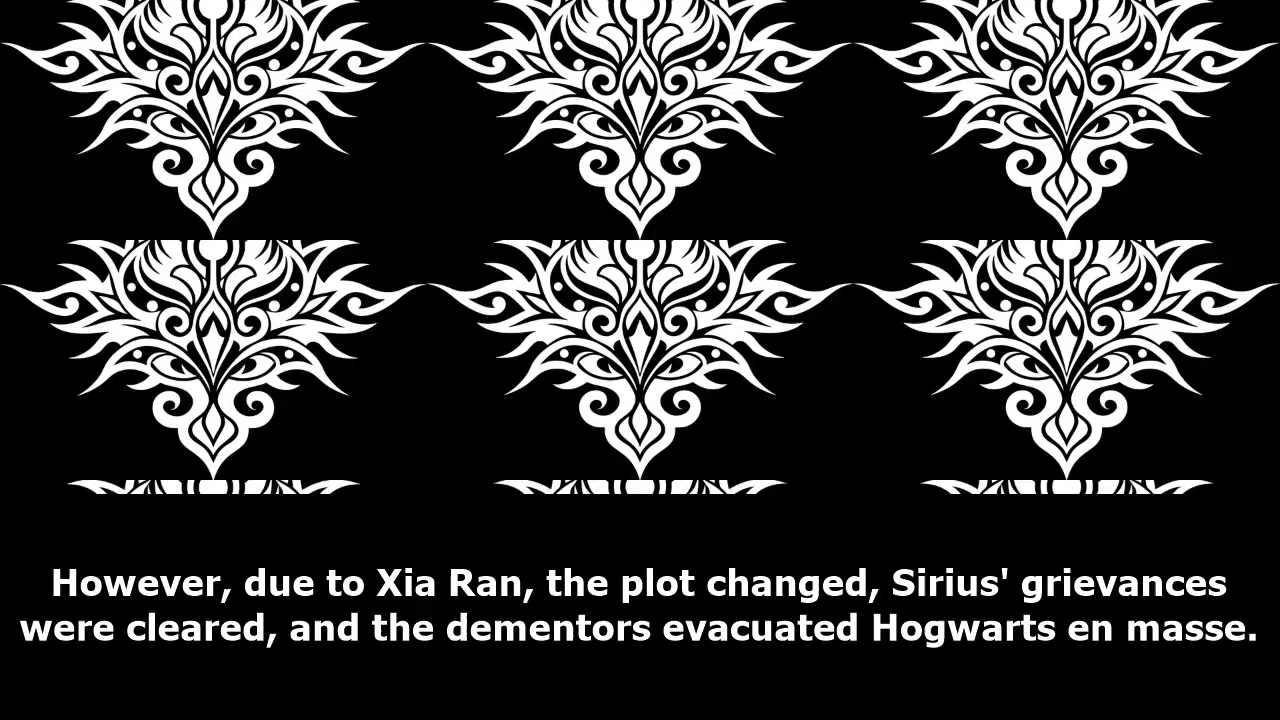 However, due to Xia Ran, the plot changed, Sirius' grievances
were cleared, and the dementors evacuated Hogwarts en masse.